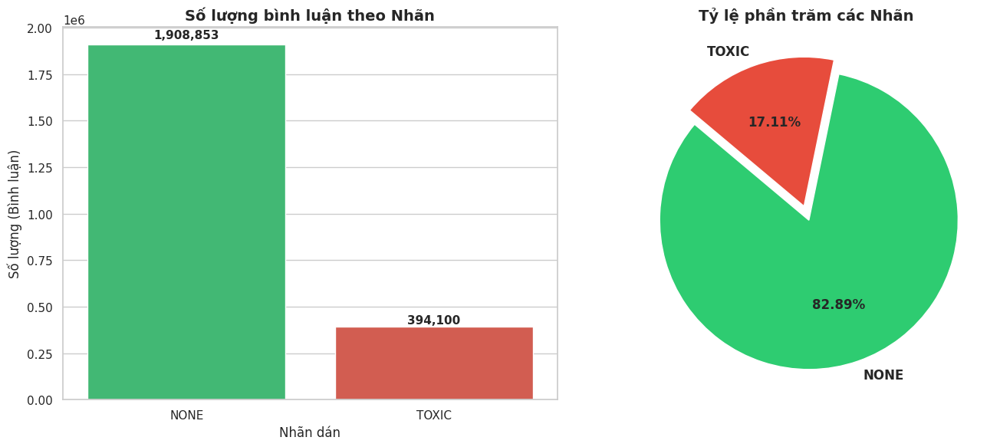 Số lượng bình luận theo Nhãn
1e6
2.00
1.75
1.50
1.25
1.00
0.75
0.50
0.25
0.00
Số lượng (Bình luận)
1,908,853
394,100
NONE
TOXIC
Nhãn dán
Tỷ lệ phần trăm các Nhãn
TOXIC
17.11%
82.89%
NONE